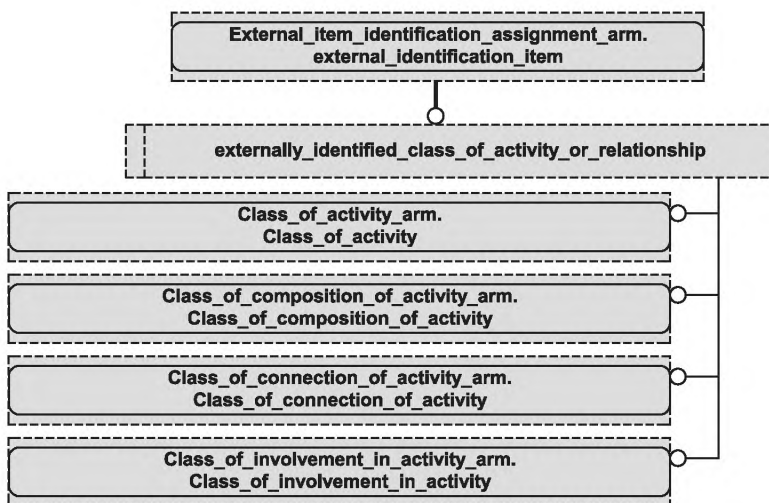 External_item_identification_assignment_arm.
external_identification_item
externally_identified_class_of_activity_or_relationship
Class_of_activity_arm.
Class_of_activity
Class_of_composition_of_activity_arm.
Class_of_composition_of_activity
Class_of_connection_of_activity_arm.
Class_of_connection_of_activity
Class_of_involvement_in_activity_arm.
Class_of_involvement_in_activity